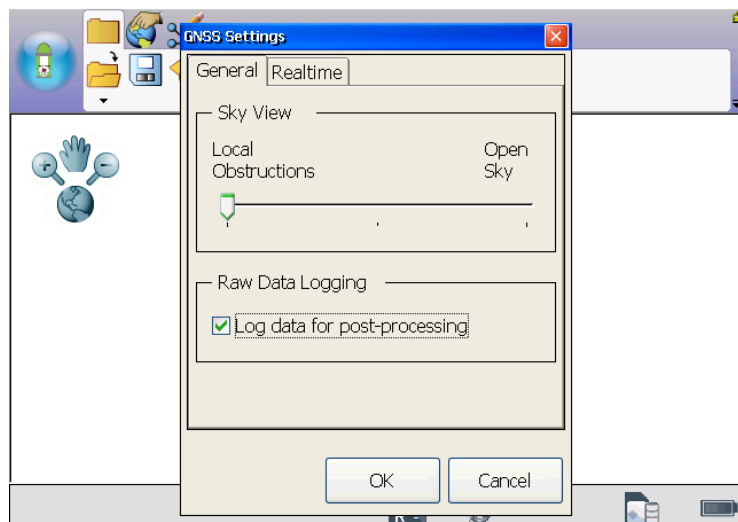 GNSS Settings
General
Realtime
Sky View
Local
Obstructions
Open
Sky
Raw Data Logging
Log data for post-processing
OK
Cancel